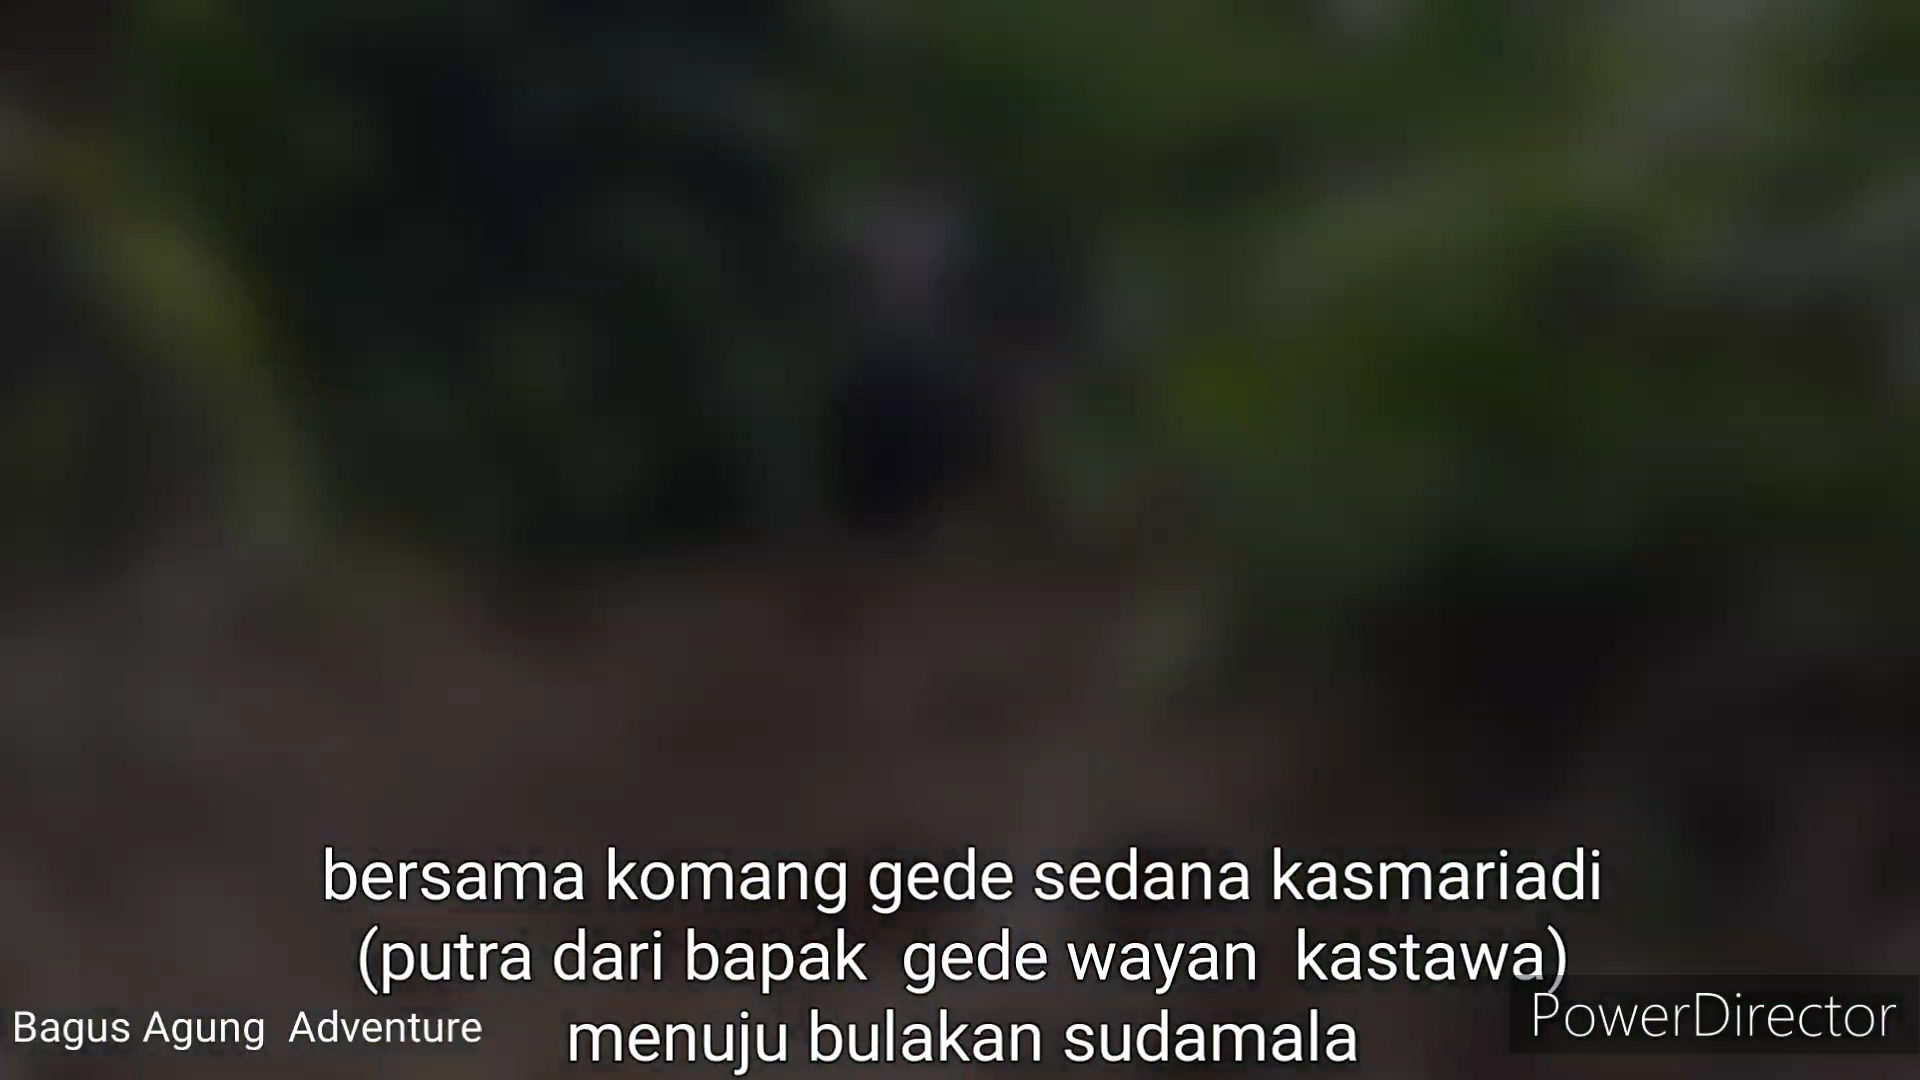 bersama komang gede sedana kasmariadi
(putra dari bapak  gede wayan  kastawa)
menuju bulakan sudamala
Bagus Agung  Adventure
PowerDirector